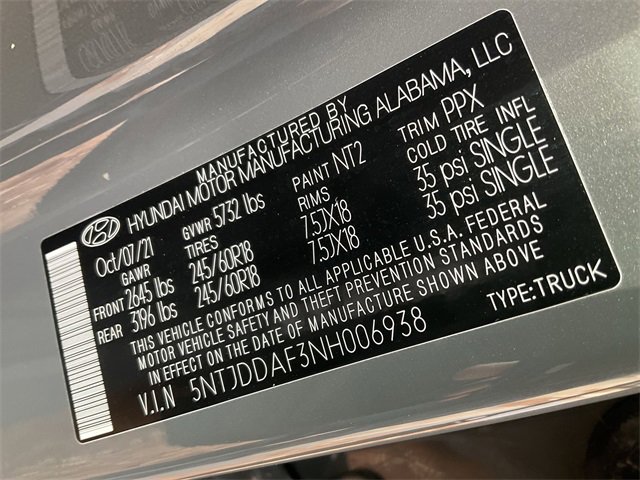 MANUFACTURED BY
HYUNDAI MOTOR MANUFACTURING ALABAMA, LLC
Oct/07/21 GVWR 5732 lbs PAINT NT2 TRIM PPX
GAWR TIRES RIMS COLD TIRE INFL
FRONT 2645 lbs 245/60R18 7.5JX18 35 psi SINGLE
REAR 3196 lbs 245/60R18 7.5JX18 35 psi SINGLE
THIS VEHICLE CONFORMS TO ALL APPLICABLE U.S.A. FEDERAL
MOTOR VEHICLE SAFETY AND THEFT PREVENTION STANDARDS
IN EFFECT ON THE DATE OF MANUFACTURE SHOWN ABOVE
V.I.N 5NTJDDAF3NH006938 TYPE:TRUCK